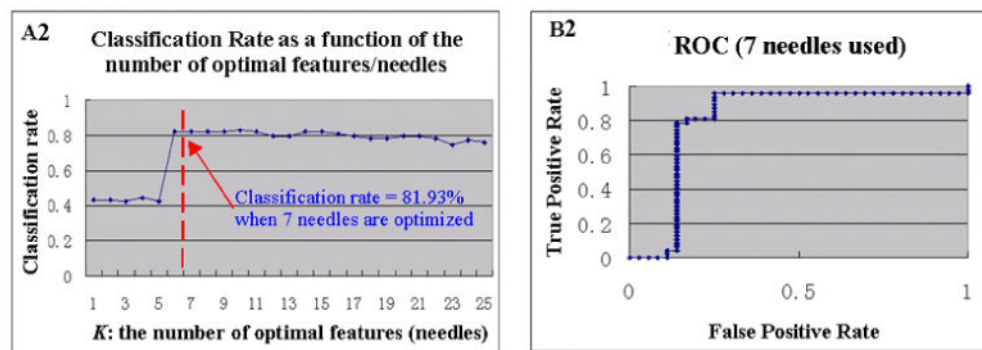 A2
Classification Rate as a function of the
number of optimal features/needles
Classification rate
1
0.8
0.6
0.4
0.2
0
Classification rate = 81.93%
when 7 needles are optimized
1 3 5 7 9 11 13 15 17 19 21 23 25
K: the number of optimal features (needles)
B2
ROC (7 needles used)
True Positive Rate
1
0.8
0.6
0.4
0.2
0
0 0.5 1
False Positive Rate